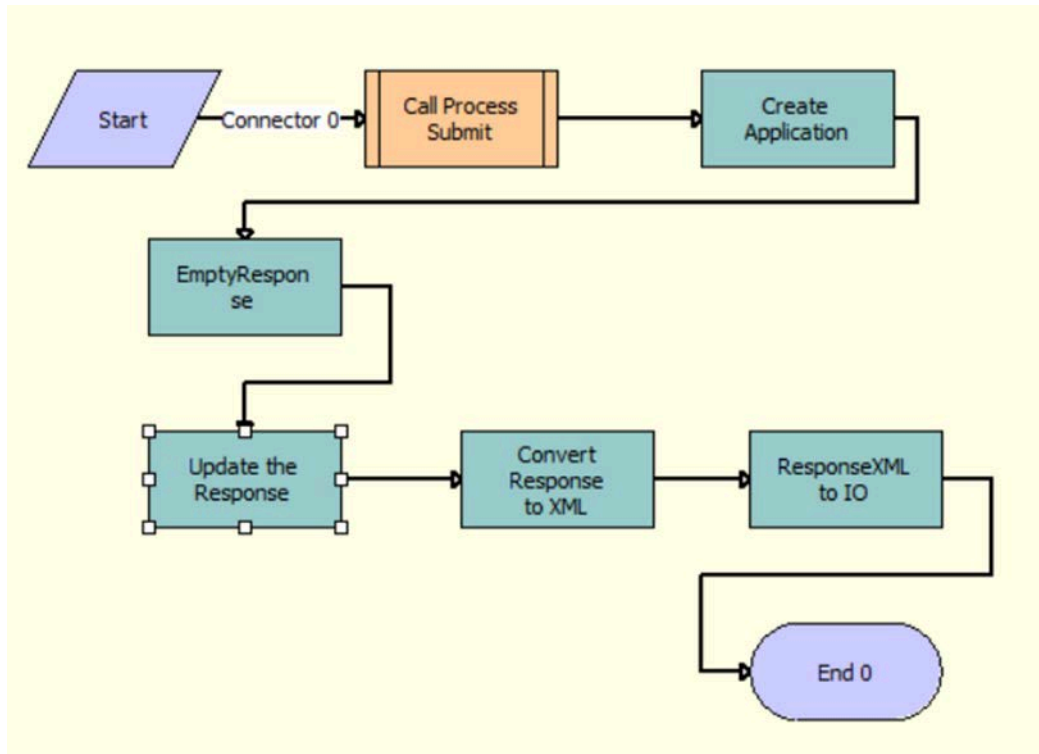 Start
Connector 0
Call Process
Submit
Create
Application
EmptyRespon
se
Update the
Response
Convert
Response
to XML
ResponseXML
to IO
End 0